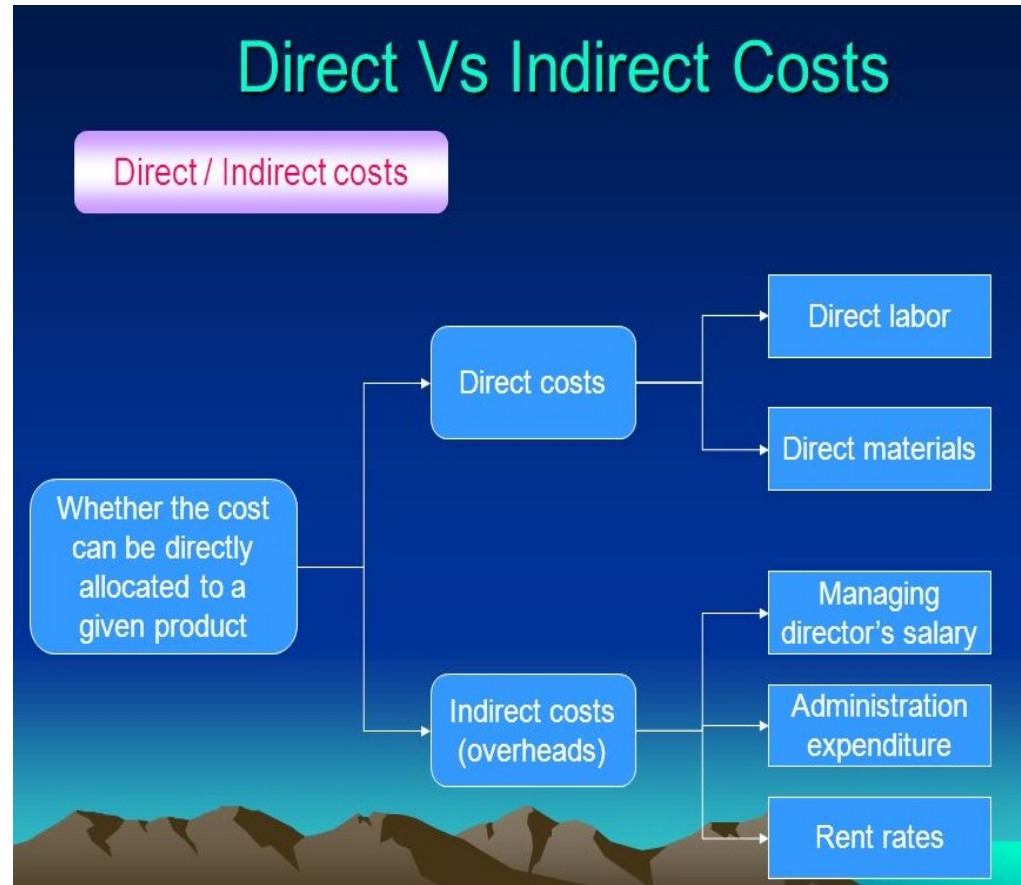 Direct Vs Indirect Costs
Direct / Indirect costs
Whether the cost
can be directly
allocated to a
given product
Direct costs
Direct labor
Direct materials
Indirect costs
(overheads)
Managing
director’s salary
Administration
expenditure
Rent rates